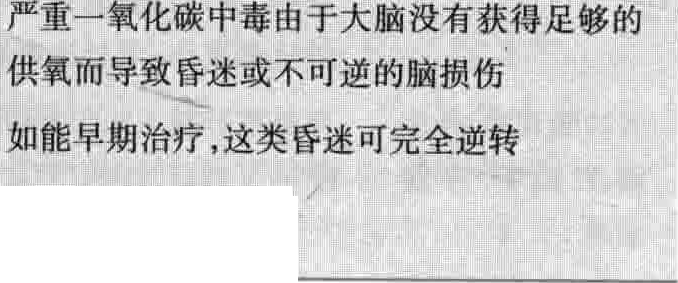 严重一氧化碳中毒由于大脑没有获得足够的
供氧而导致昏迷或不可逆的脑损伤
如能早期治疗,这类昏迷可完全逆转